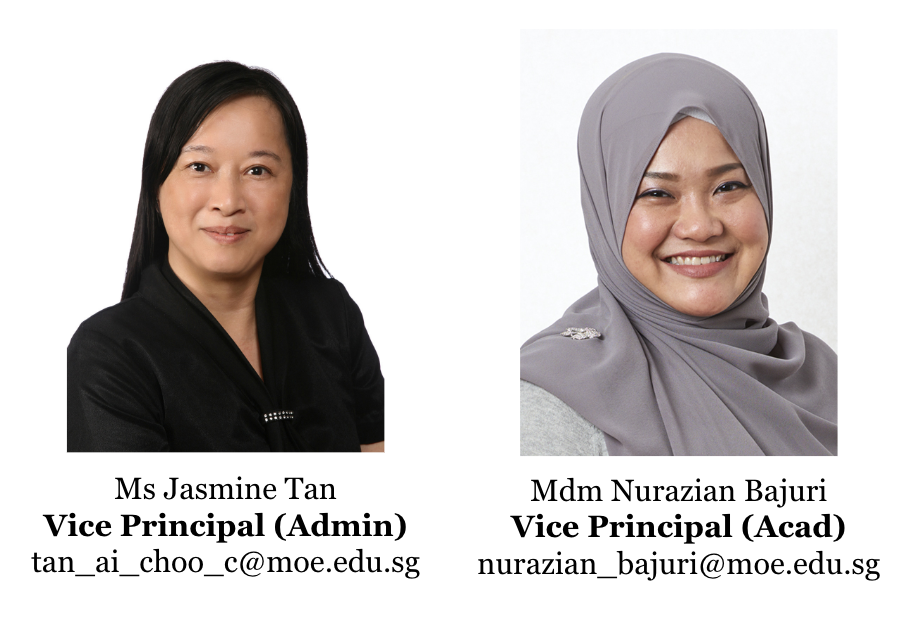 Ms Jasmine Tan
Vice Principal (Admin)
tan_ai_choo_c@moe.edu.sg
Mdm Nurazian Bajuri
Vice Principal (Acad)
nurazian_bajuri@moe.edu.sg